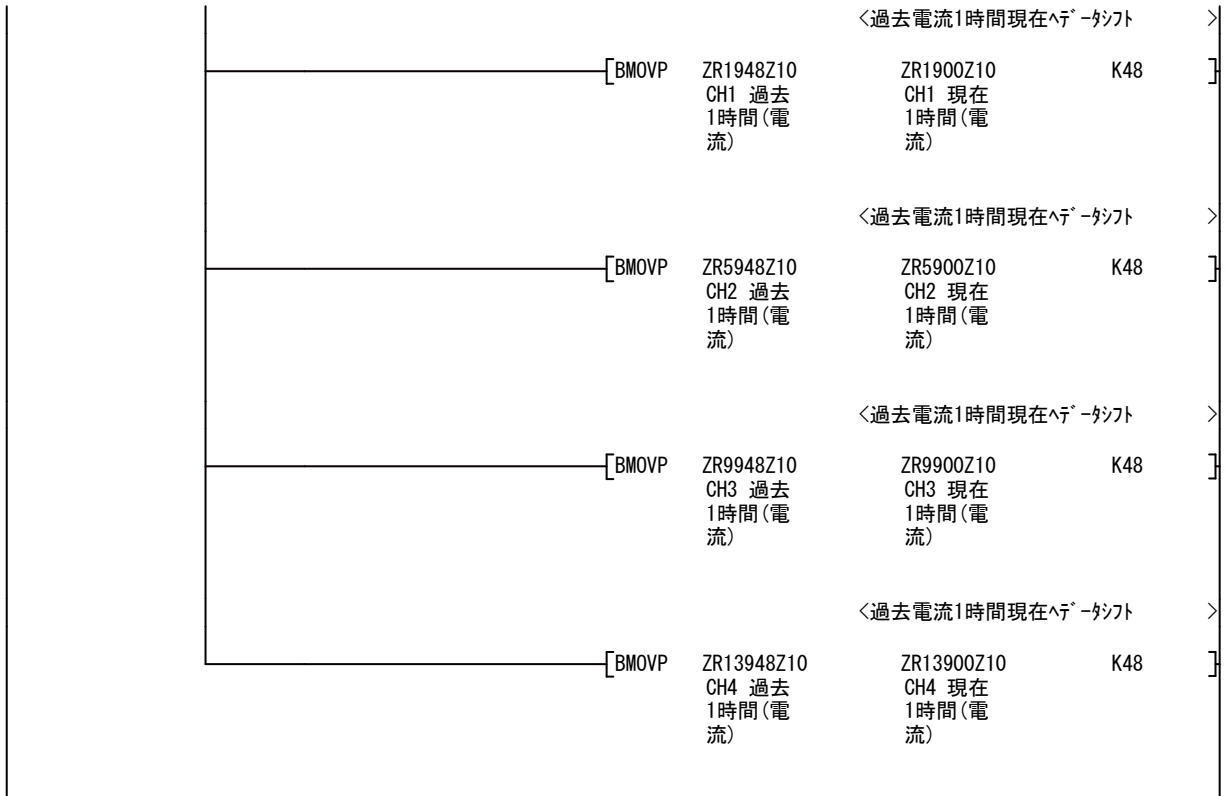 <過去電流1時間現在ﾍﾃﾞｰﾀｼﾌﾄ >
[BMOVP ZR1948Z10 ZR1900Z10 K48 ]
CH1 過去 CH1 現在
1時間(電 1時間(電
流) 流)
<過去電流1時間現在ﾍﾃﾞｰﾀｼﾌﾄ >
[BMOVP ZR5948Z10 ZR5900Z10 K48 ]
CH2 過去 CH2 現在
1時間(電 1時間(電
流) 流)
<過去電流1時間現在ﾍﾃﾞｰﾀｼﾌﾄ >
[BMOVP ZR9948Z10 ZR9900Z10 K48 ]
CH3 過去 CH3 現在
1時間(電 1時間(電
流) 流)
<過去電流1時間現在ﾍﾃﾞｰﾀｼﾌﾄ >
[BMOVP ZR13948Z10 ZR13900Z10 K48 ]
CH4 過去 CH4 現在
1時間(電 1時間(電
流) 流)